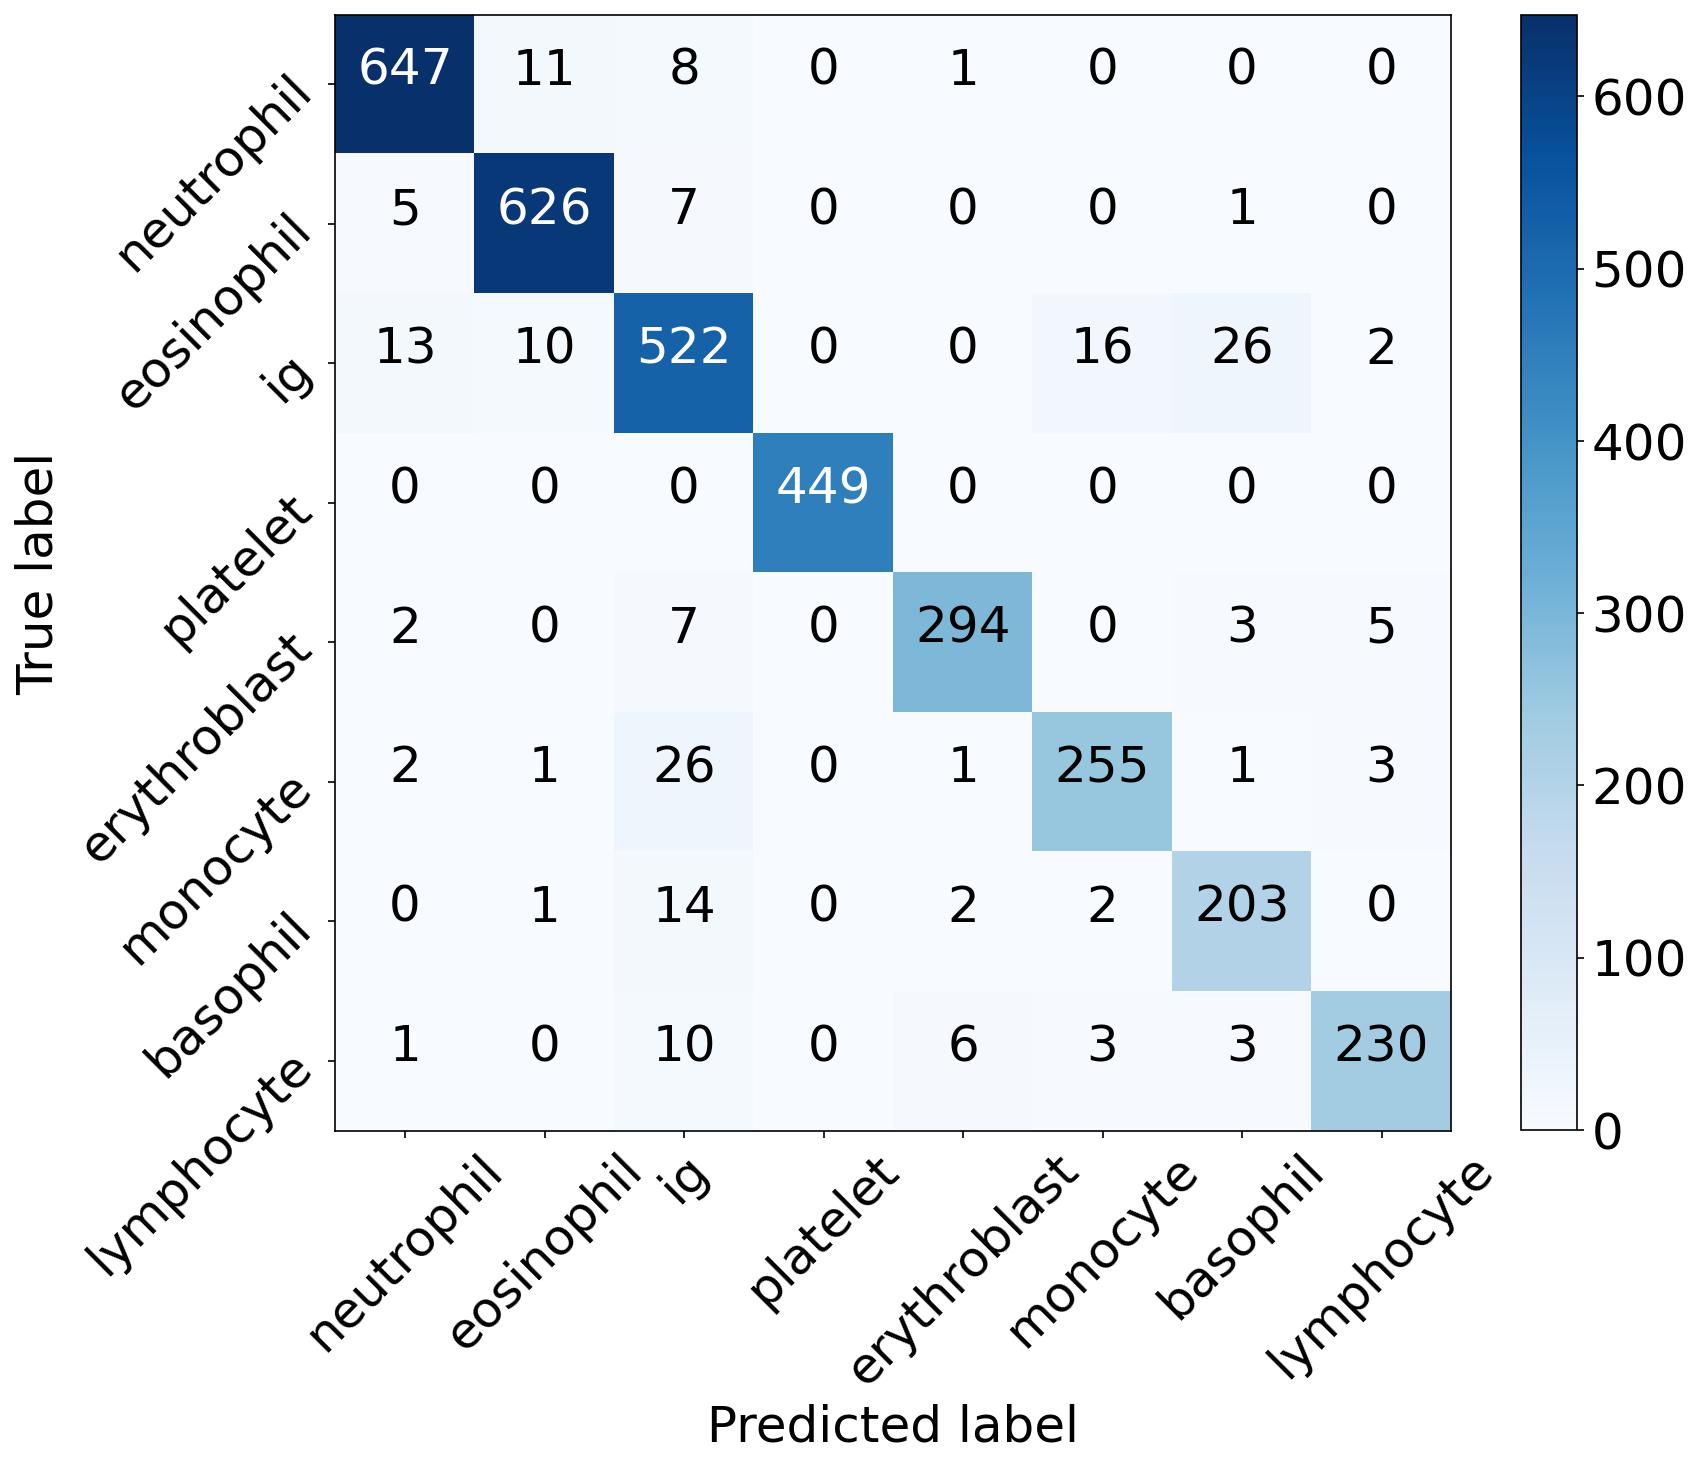 647 11 8 0 1 0 0 0
5 626 7 0 0 0 1 0
13 10 522 0 0 16 26 2
0 0 0 449 0 0 0 0
2 0 7 0 294 0 3 5
2 1 26 0 1 255 1 3
0 1 14 0 2 2 203 0
1 0 10 0 6 3 3 230
neutrophil
eosinophil
ig
platelet
erythroblast
monocyte
basophil
lymphocyte
True label
neutrophil
eosinophil
ig
platelet
erythroblast
monocyte
basophil
lymphocyte
Predicted label
600
500
400
300
200
100
0